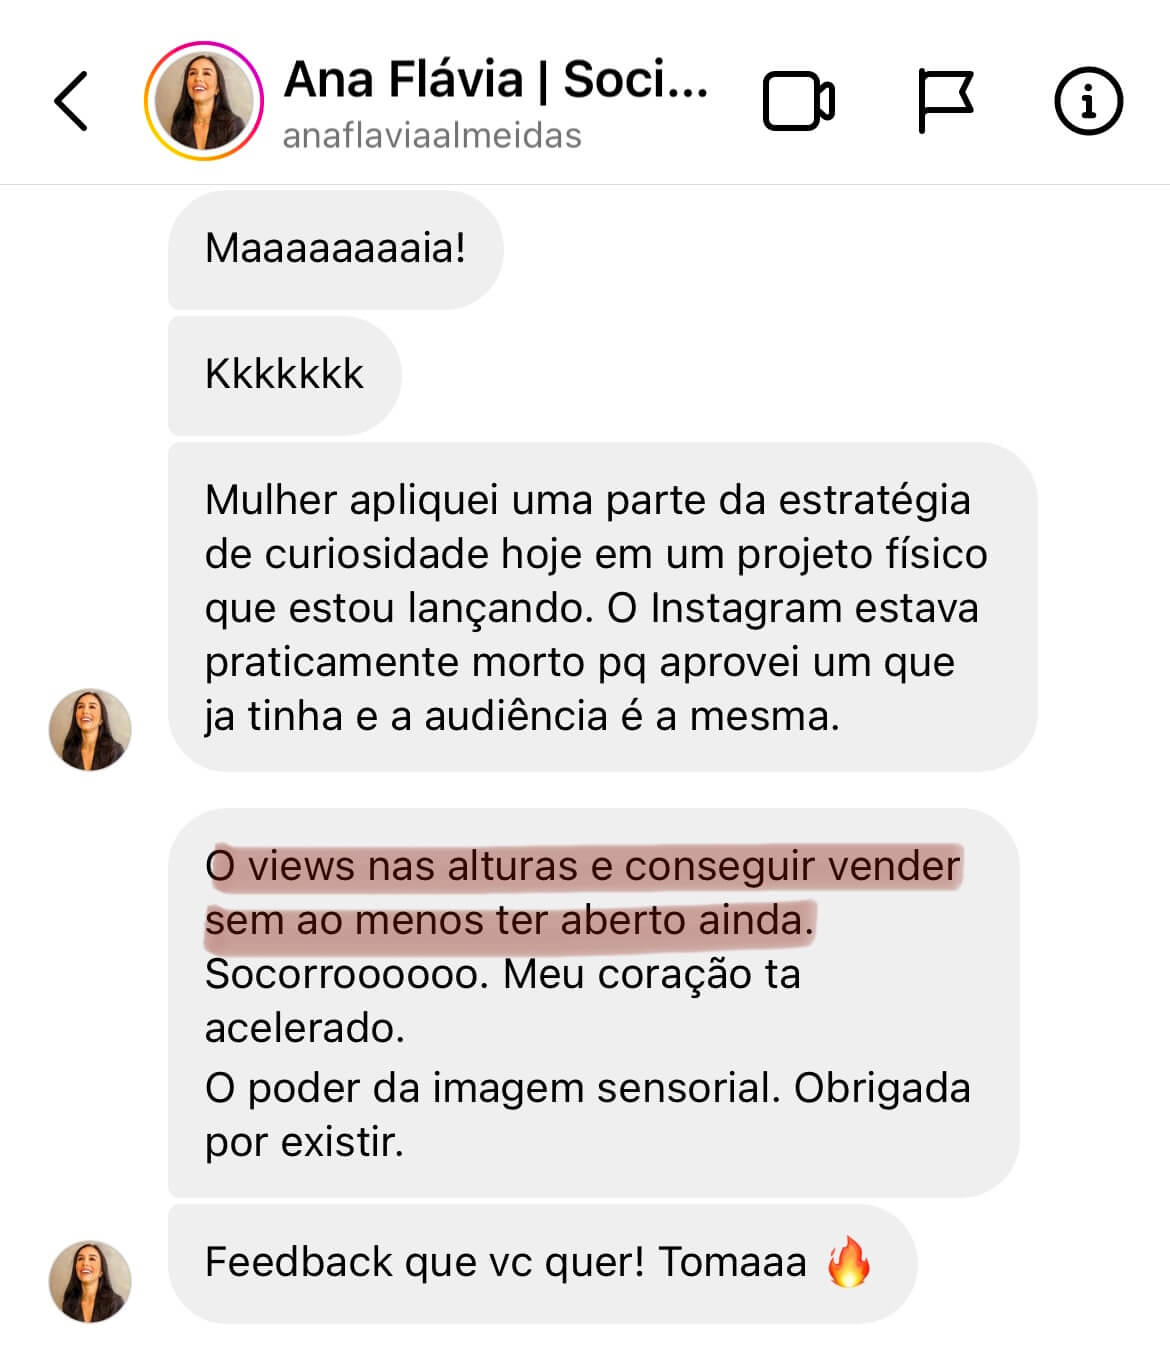 Ana Flávia | Soci...
anaflaviaalmeidas
Maaaaaaaaia!
Kkkkkkk
Mulher apliquei uma parte da estratégia
de curiosidade hoje em um projeto físico
que estou lançando. O Instagram estava
praticamente morto pq aprovei um que
ja tinha e a audiência é a mesma.
O views nas alturas e conseguir vender
sem ao menos ter aberto ainda.
Socorroooooo. Meu coração ta
acelerado.
O poder da imagem sensorial. Obrigada
por existir.
Feedback que vc quer! Tomaaa 🔥